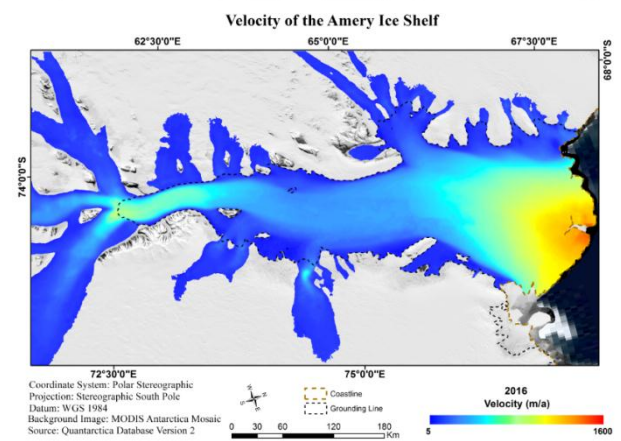 Velocity of the Amery Ice Shelf
62°30'0"E 65°0'0"E 67°30'0"E
68°0'0"S
74°0'0"S
72°30'0"E 75°0'0"E
Coordinate System: Polar Stereographic
Projection: Stereographic South Pole
Datum: WGS 1984
Background Image: MODIS Antarctica Mosaic
Source: Quantarctica Database Version 2
N
E
S
W
Coastline
Grounding Line
0 30 60 120 180
Km
2016
Velocity (m/a)
5 1600